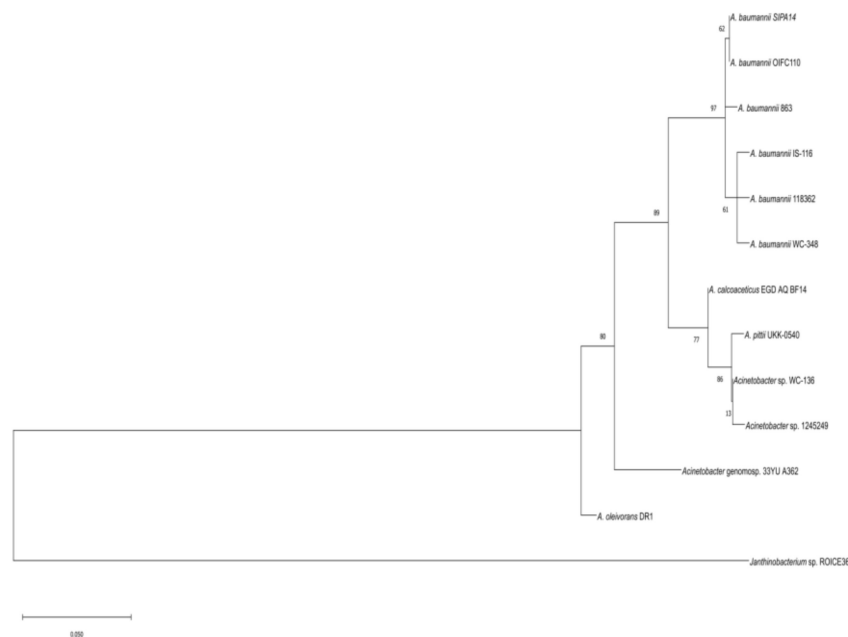 A. baumannii SIPA14
62
A. baumannii OIFC110
97
A. baumannii 863
A. baumannii IS-116
A. baumannii 118362
61
A. baumannii WC-348
89
A. calcoaceticus EGD AQ BF14
A. pittii UKK-0540
77
86
Acinetobacter sp. WC-136
13
Acinetobacter sp. 1245249
Acinetobacter genomosp. 33YU A362
A. oleivorans DR1
Janthinobacterium sp. ROICE36
0.050